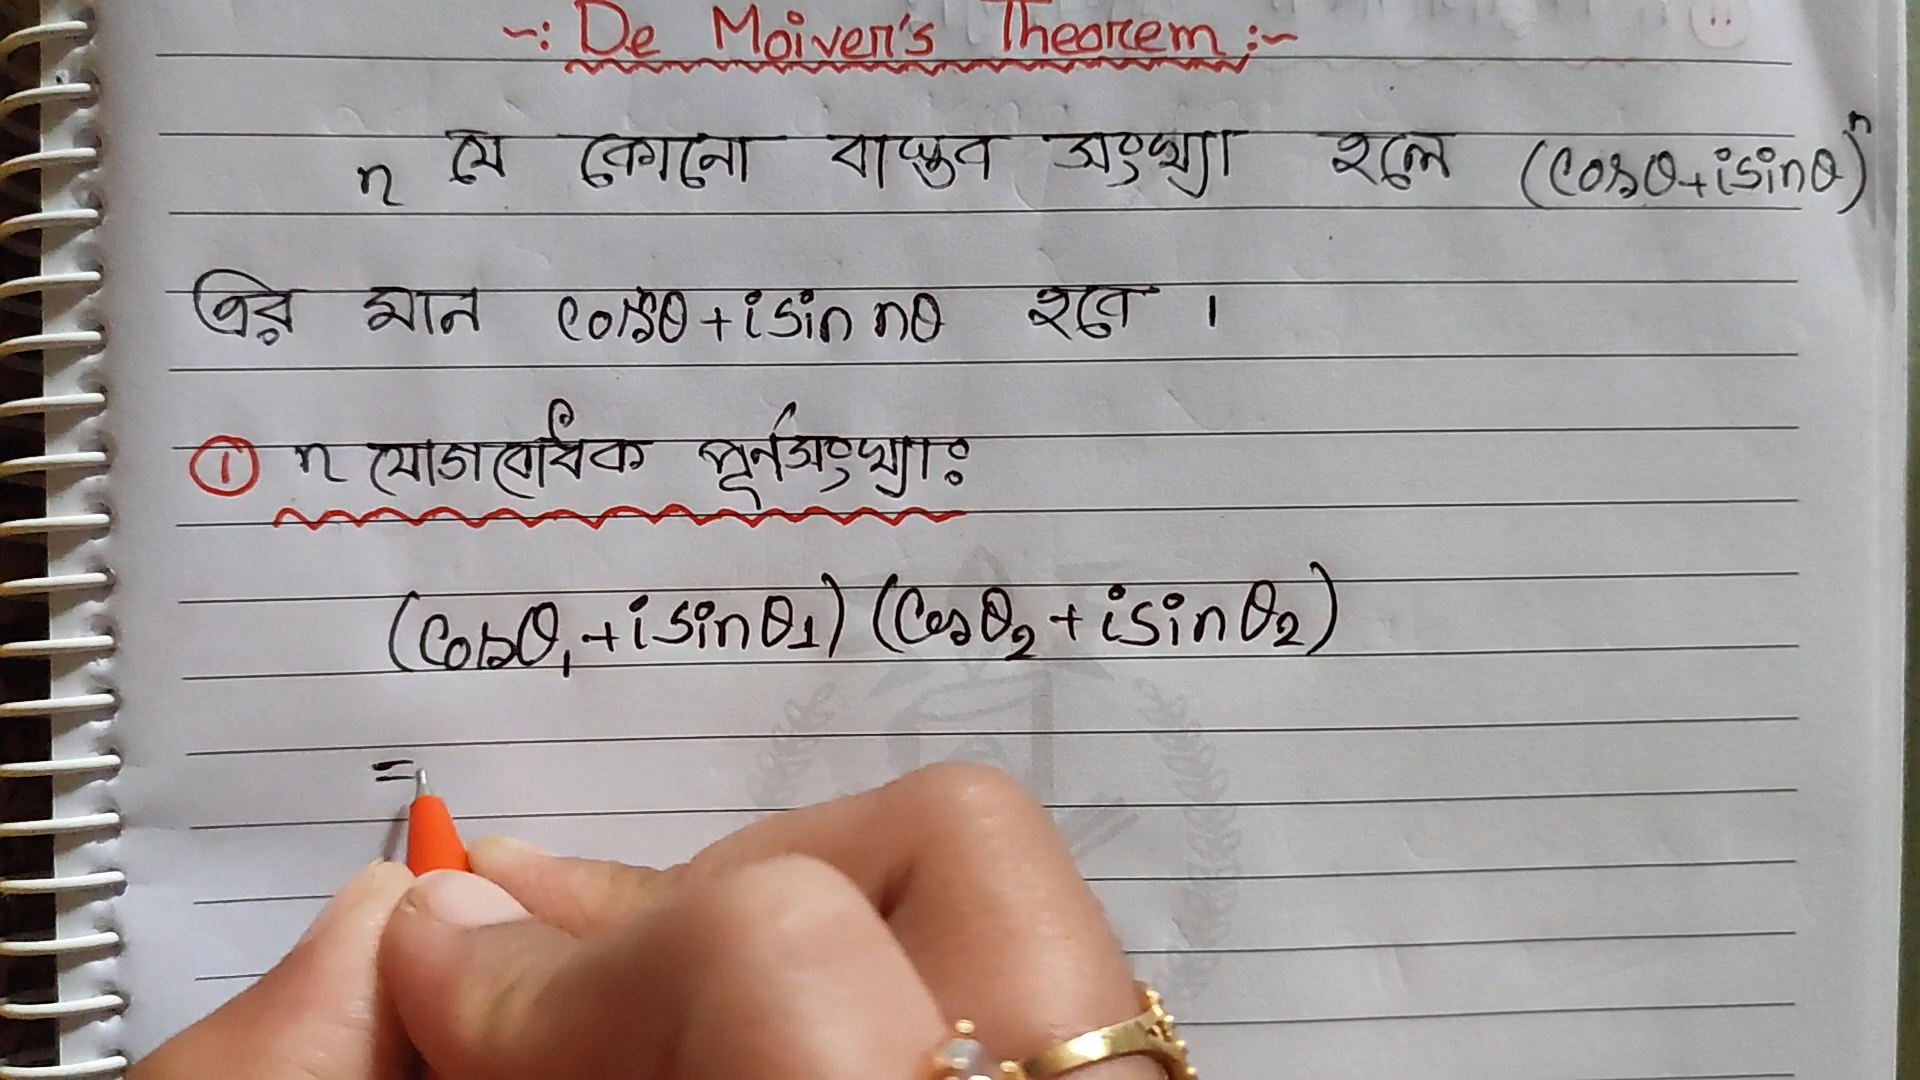 ~: De Moiver's Theorem :~
n যে কোনো বাস্তব সংখ্যা হলে (cosθ+isinθ)ⁿ
এর মান cosnθ+isin nθ হবে ।
① n যোগবোধিক পূর্নসংখ্যাঃ
(cosθ₁+isinθ₁) (cosθ₂+isinθ₂)
=